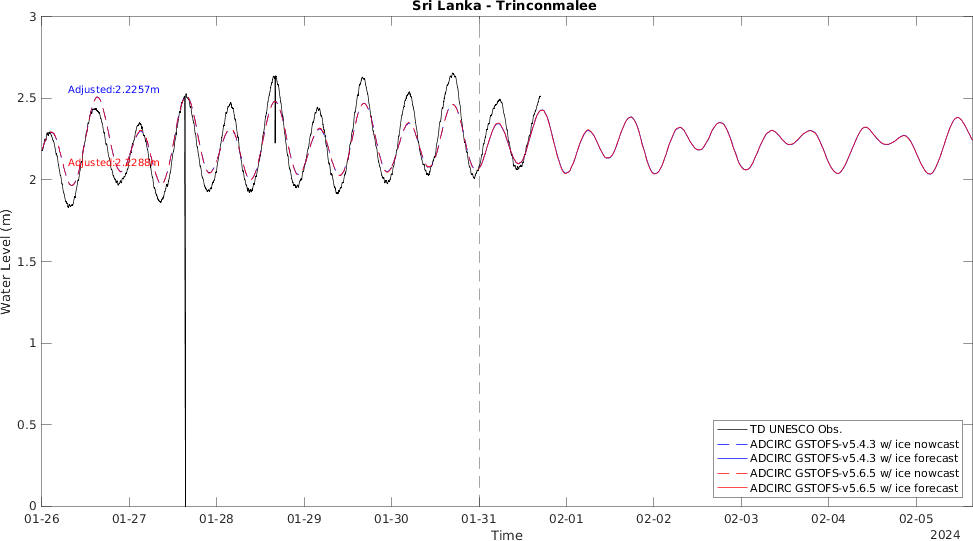 Sri Lanka - Trinconmalee
3
2.5
2
1.5
1
0.5
0
Water Level (m)
Adjusted:2.2257m
Adjusted:2.2288m
TD UNESCO Obs.
ADCIRC GSTOFS-v5.4.3 w/ ice nowcast
ADCIRC GSTOFS-v5.4.3 w/ ice forecast
ADCIRC GSTOFS-v5.6.5 w/ ice nowcast
ADCIRC GSTOFS-v5.6.5 w/ ice forecast
01-26 01-27 01-28 01-29 01-30 01-31 02-01 02-02 02-03 02-04 02-05
Time
2024